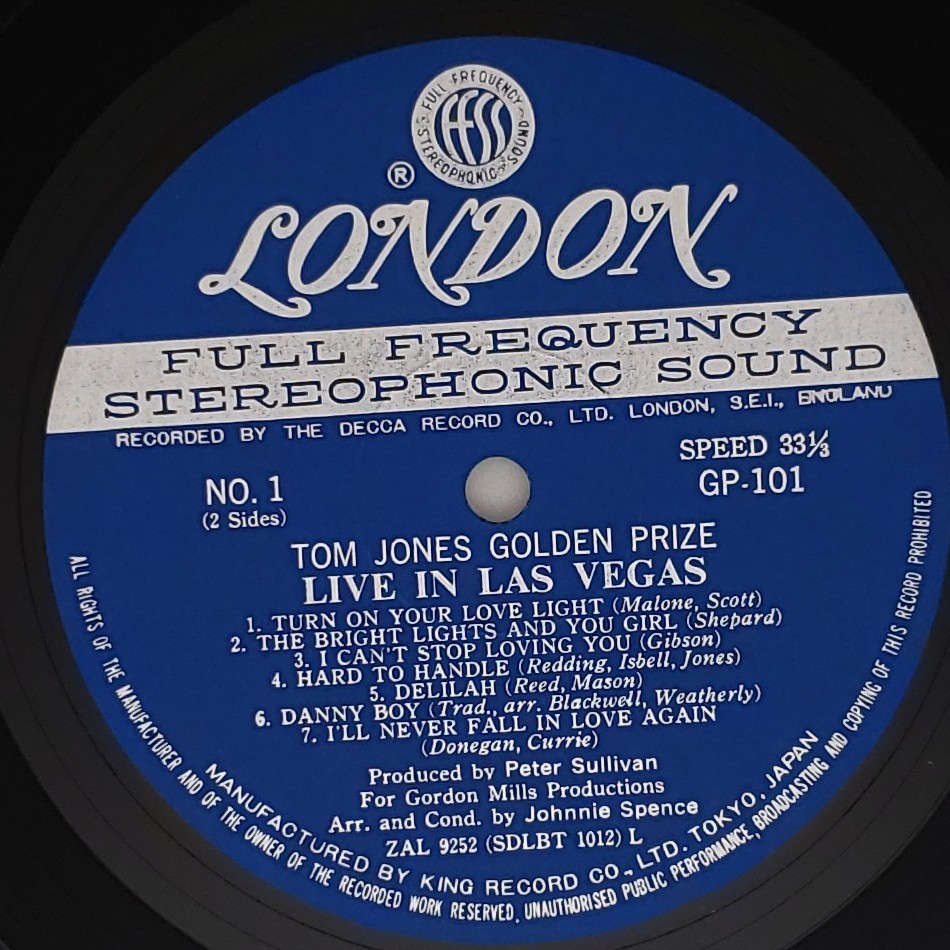 FULL FREQUENCY
ffss
STEREOPHONIC SOUND
®
LONDON
FULL FREQUENCY
STEREOPHONIC SOUND
RECORDED BY THE DECCA RECORD CO., LTD. LONDON, S.E.I., ENGLAND
SPEED 33⅓
NO. 1
GP-101
(2 Sides)
TOM JONES GOLDEN PRIZE
LIVE IN LAS VEGAS
1. TURN ON YOUR LOVE LIGHT (Malone, Scott)
2. THE BRIGHT LIGHTS AND YOU GIRL (Shepard)
3. I CAN'T STOP LOVING YOU (Gibson)
4. HARD TO HANDLE (Redding, Isbell, Jones)
5. DELILAH (Reed, Mason)
6. DANNY BOY (Trad., arr. Blackwell, Weatherly)
7. I'LL NEVER FALL IN LOVE AGAIN
(Donegan, Currie)
Produced by Peter Sullivan
For Gordon Mills Productions
Arr. and Cond. by Johnnie Spence
ZAL 9252 (SDLBT 1012) L
MANUFACTURED BY KING RECORD CO., LTD. TOKYO, JAPAN
ALL RIGHTS OF THE MANUFACTURER AND OF THE OWNER OF THE RECORDED WORK RESERVED, UNAUTHORISED PUBLIC PERFORMANCE, BROADCASTING AND COPYING OF THIS RECORD PROHIBITED